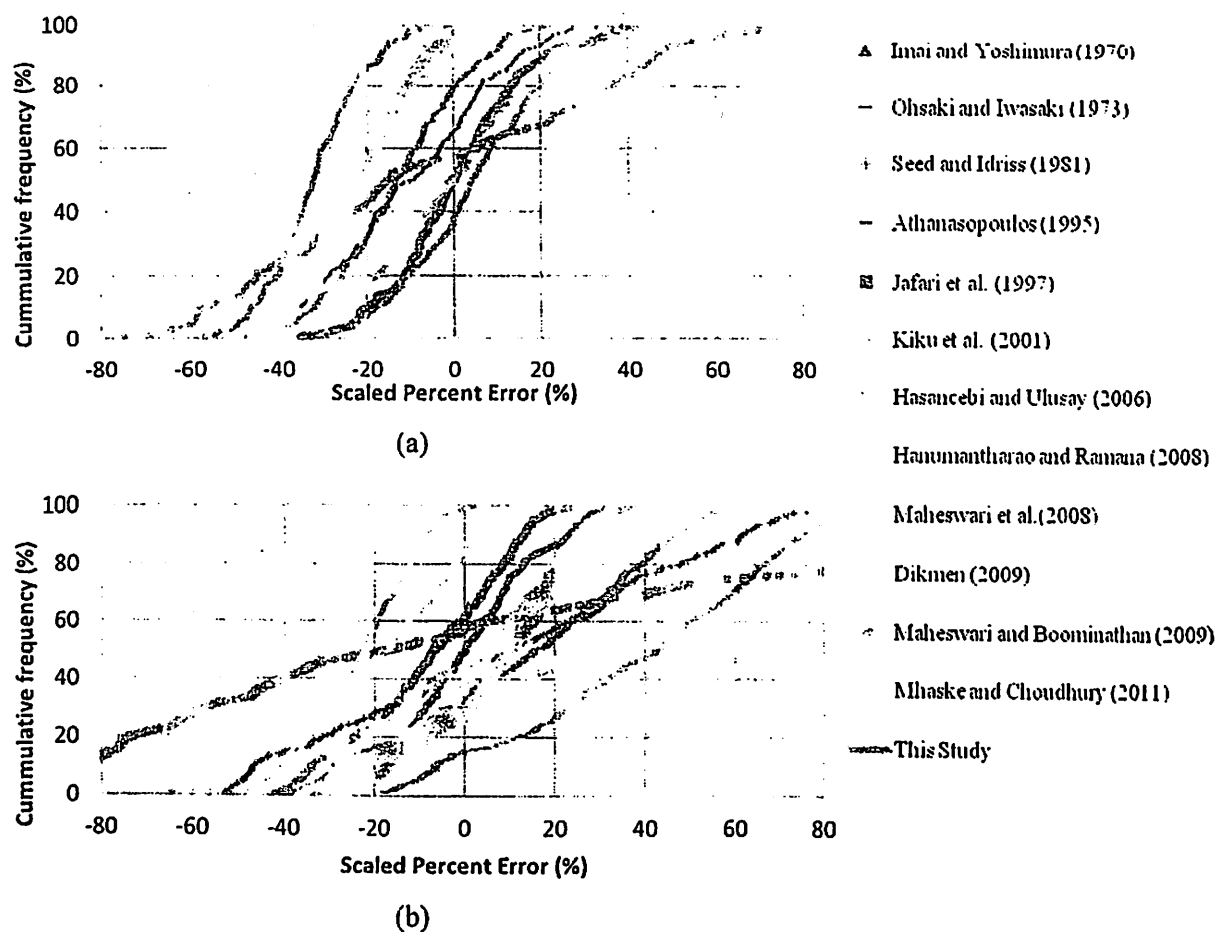 100
80
60
40
20
0
Cummulative frequency (%)
-80 -60 -40 -20 0 20 40 60 80
Scaled Percent Error (%)
(a)
100
80
60
40
20
0
Cummulative frequency (%)
-80 -60 -40 -20 0 20 40 60 80
Scaled Percent Error (%)
(b)
Imai and Yoshimura (1970)
Ohsaki and Iwasaki (1973)
Seed and Idriss (1981)
Athanasopoulos (1995)
Jafari et al. (1997)
Kiku et al. (2001)
Hasancebi and Ulusay (2006)
Hanumantharao and Ramana (2008)
Maheswari et al.(2008)
Dikmen (2009)
Maheswari and Boominathan (2009)
Mhaske and Choudhury (2011)
This Study